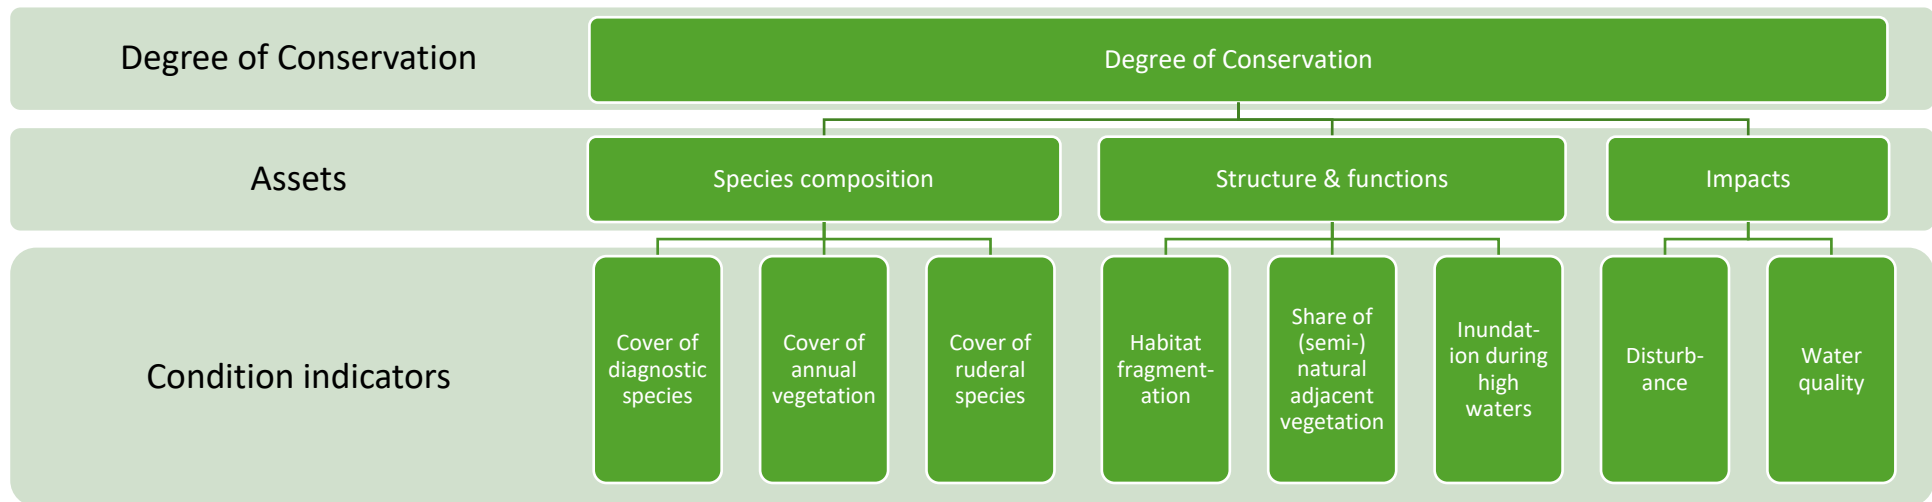 Degree of Conservation
Degree of Conservation
Assets
Species composition
Structure & functions
Impacts
Condition indicators
Cover of
diagnostic
species
Cover of
annual
vegetation
Cover of
ruderal
species
Habitat
fragment-
ation
Share of
(semi-)
natural
adjacent
vegetation
Inundat-
ion during
high
waters
Disturb-
ance
Water
quality